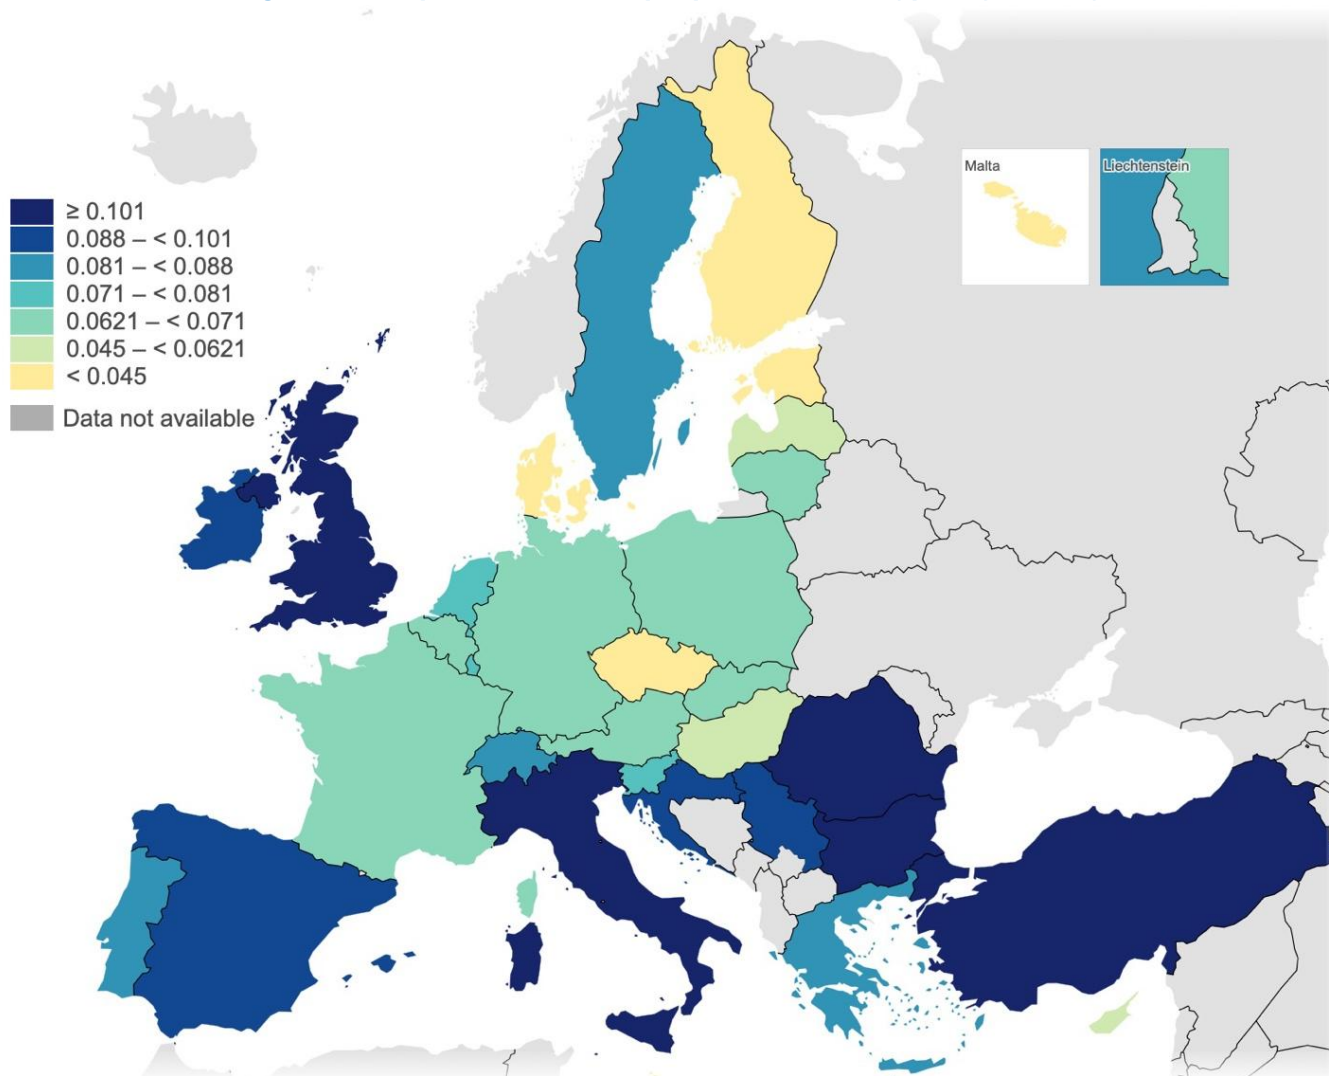 Malta
Liechtenstein
≥ 0.101
0.088 – < 0.101
0.081 – < 0.088
0.071 – < 0.081
0.0621 – < 0.071
0.045 – < 0.0621
< 0.045
Data not available